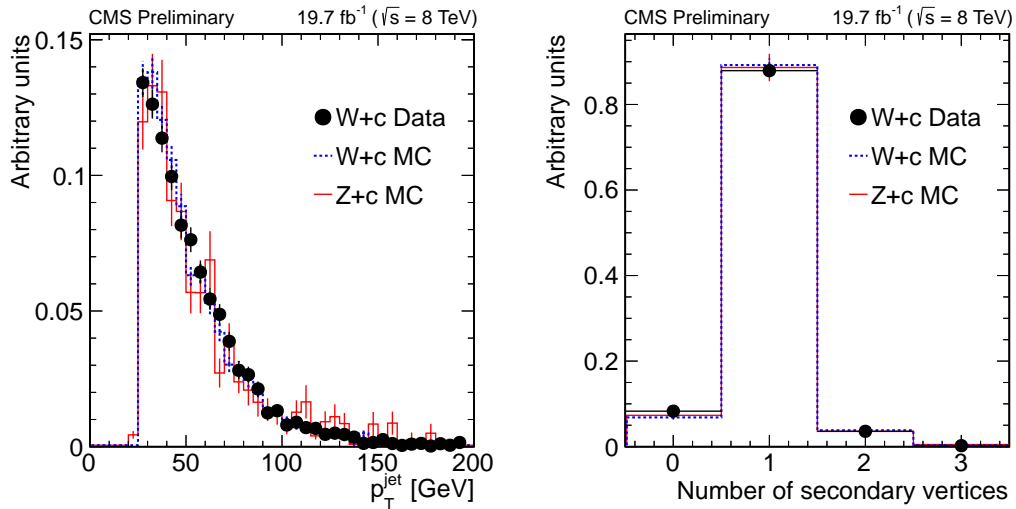 CMS Preliminary 19.7 fb⁻¹ (√s = 8 TeV)
Arbitrary units
0.15
0.1
0.05
0
W+c Data
W+c MC
Z+c MC
0 50 100 150 200
p_T^jet [GeV]
CMS Preliminary 19.7 fb⁻¹ (√s = 8 TeV)
Arbitrary units
0.8
0.6
0.4
0.2
0
W+c Data
W+c MC
Z+c MC
0 1 2 3
Number of secondary vertices